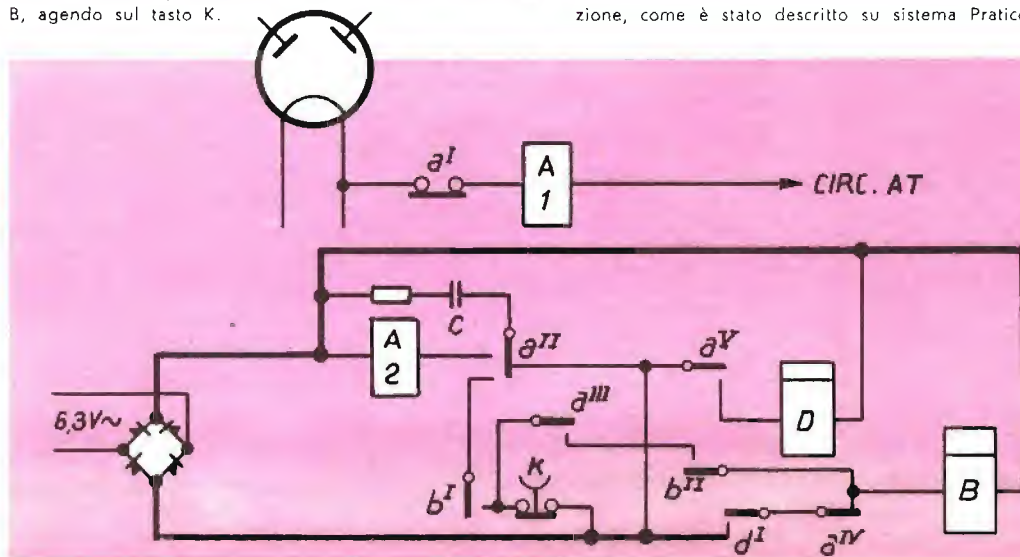 B, agendo sul tasto K.
zione, come è stato descritto su sistema Pratico
a I
A 1
CIRC. AT
C
A 2
a II
a V
6,3V~
a III
D
K
b I
b II
B
d I
a IV